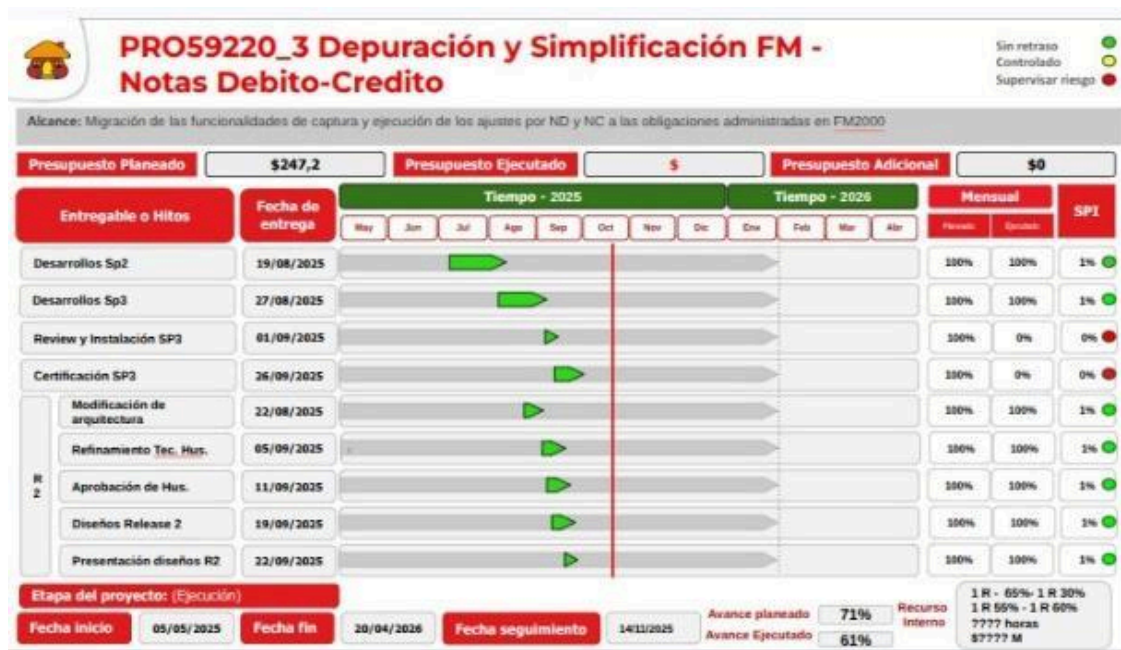 PRO59220_3 Depuración y Simplificación FM -
Notas Debito-Credito
Sin retraso
Controlado
Supervisar riesgo
Alcance: Migración de las funcionalidades de captura y ejecución de los ajustes por ND y NC a las obligaciones administradas en FM2000
Presupuesto Planeado $247,2 Presupuesto Ejecutado $ Presupuesto Adicional $0
Entregable o Hitos Fecha de entrega Tiempo - 2025 Tiempo - 2026 Mensual SPI
May Jun Jul Ago Sep Oct Nov Dic Ene Feb Mar Abr Planeado Ejecutado
Desarrollos Sp2 19/08/2025 100% 100% 1%
Desarrollos Sp3 27/08/2025 100% 100% 1%
Review y Instalación SP3 01/09/2025 100% 0% 0%
Certificación SP3 26/09/2025 100% 0% 0%
R 2
Modificación de arquitectura 22/08/2025 100% 100% 1%
Refinamiento Tec. Hus. 05/09/2025 100% 100% 1%
Aprobación de Hus. 11/09/2025 100% 100% 1%
Diseños Release 2 19/09/2025 100% 100% 1%
Presentación diseños R2 22/09/2025 100% 100% 1%
Etapa del proyecto: (Ejecución)
Fecha inicio 05/05/2025 Fecha fin 20/04/2026 Fecha seguimiento 14/11/2025
Avance planeado 71%
Avance Ejecutado 61%
Recurso Interno
1 R - 65%- 1 R 30%
1 R 55% - 1 R 60%
???? horas
$???? M